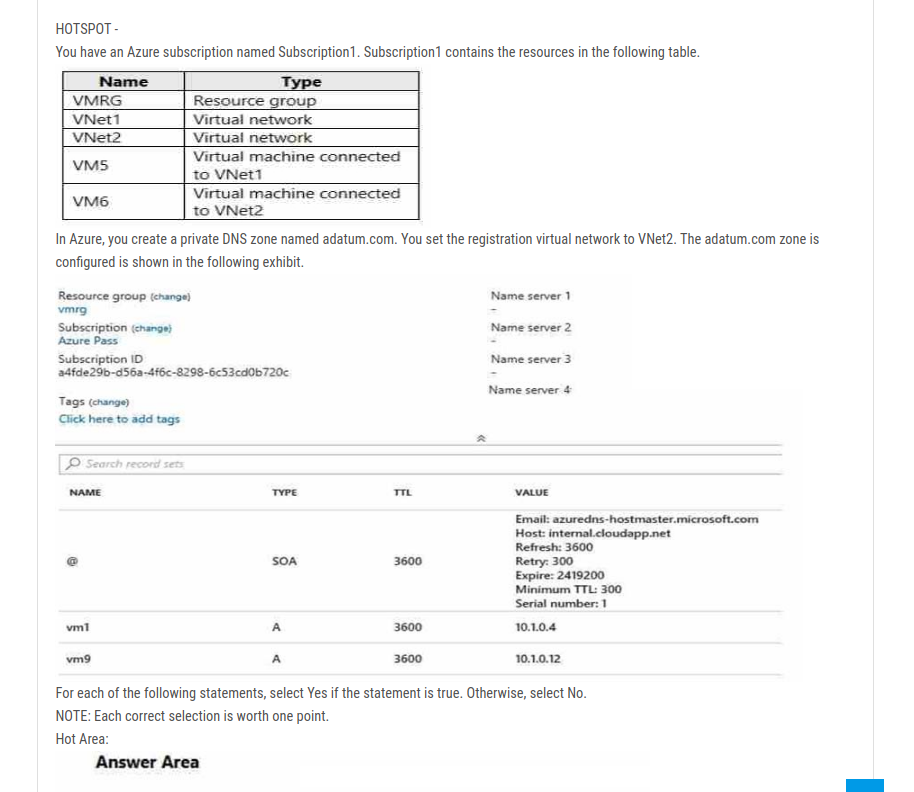 HOTSPOT -
You have an Azure subscription named Subscription1. Subscription1 contains the resources in the following table.
Name Type
VMRG Resource group
VNet1 Virtual network
VNet2 Virtual network
VM5 Virtual machine connected to VNet1
VM6 Virtual machine connected to VNet2
In Azure, you create a private DNS zone named adatum.com. You set the registration virtual network to VNet2. The adatum.com zone is
configured is shown in the following exhibit.
Resource group (change)
vmrg
Subscription (change)
Azure Pass
Subscription ID
a4fde29b-d56a-4f6c-8298-6c53cd0b720c
Tags (change)
Click here to add tags
Name server 1
-
Name server 2
-
Name server 3
-
Name server 4
Search record sets
NAME TYPE TTL VALUE
@ SOA 3600
Email: azuredns-hostmaster.microsoft.com
Host: internal.cloudapp.net
Refresh: 3600
Retry: 300
Expire: 2419200
Minimum TTL: 300
Serial number: 1
vm1 A 3600 10.1.0.4
vm9 A 3600 10.1.0.12
For each of the following statements, select Yes if the statement is true. Otherwise, select No.
NOTE: Each correct selection is worth one point.
Hot Area:
Answer Area